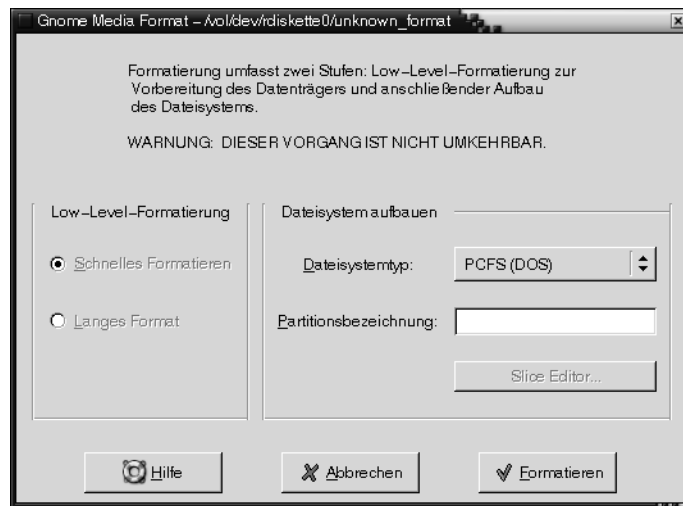 Gnome Media Format – /vol/dev/rdiskette0/unknown_format
Formatierung umfasst zwei Stufen: Low–Level–Formatierung zur
Vorbereitung des Datenträgers und anschließender Aufbau
des Dateisystems.
WARNUNG: DIESER VORGANG IST NICHT UMKEHRBAR.
Low–Level–Formatierung
Schnelles Formatieren
Langes Format
Dateisystem aufbauen
Dateisystemtyp: PCFS (DOS)
Partitionsbezeichnung:
Slice Editor...
Hilfe Abbrechen Formatieren